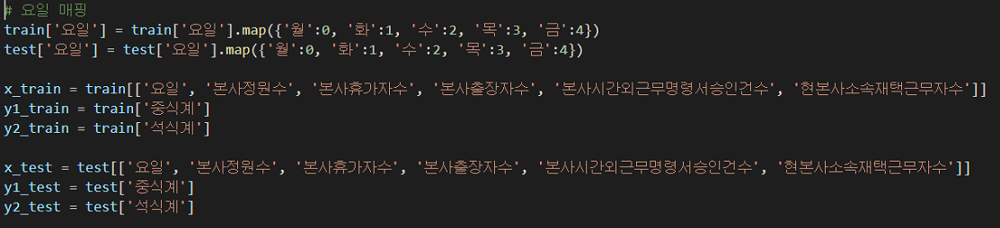 # 요일 매핑
train['요일'] = train['요일'].map({'월':0, '화':1, '수':2, '목':3, '금':4})
test['요일'] = test['요일'].map({'월':0, '화':1, '수':2, '목':3, '금':4})
x_train = train[['요일', '본사정원수', '본사휴가자수', '본사출장자수', '본사시간외근무명령서승인건수', '현본사소속재택근무자수']]
y1_train = train['중식계']
y2_train = train['석식계']
x_test = test[['요일', '본사정원수', '본사휴가자수', '본사출장자수', '본사시간외근무명령서승인건수', '현본사소속재택근무자수']]
y1_test = test['중식계']
y2_test = test['석식계']